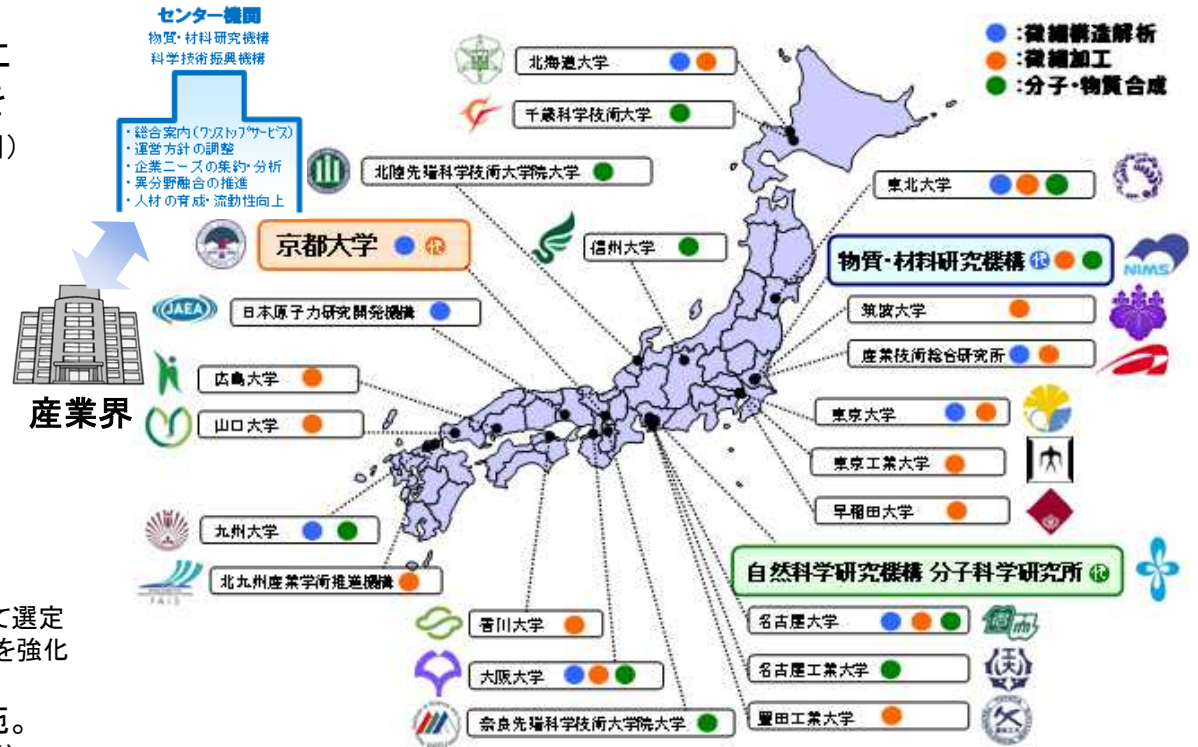 センター機関
物質・材料研究機構
科学技術振興機構
・総合案内(ワンストップサービス)
・運営方針の調整
・企業ニーズの集約・分析
・異分野融合の推進
・人材の育成・流動性向上
:微細構造解析
:微細加工
:分子・物質合成
北海道大学
千歳科学技術大学
北陸先端科学技術大学院大学
東北大学
京都大学 代
信州大学
物質・材料研究機構 代
NIMS
JAEA
日本原子力研究開発機構
筑波大学
産業技術総合研究所
産業界
広島大学
山口大学
東京大学
東京工業大学
早稲田大学
九州大学
北九州産業学術推進機構
FAIS
自然科学研究機構 分子科学研究所 代
て選定
を強化
香川大学
名古屋大学
大阪大学
名古屋工業大学
奈良先端科学技術大学院大学
豊田工業大学